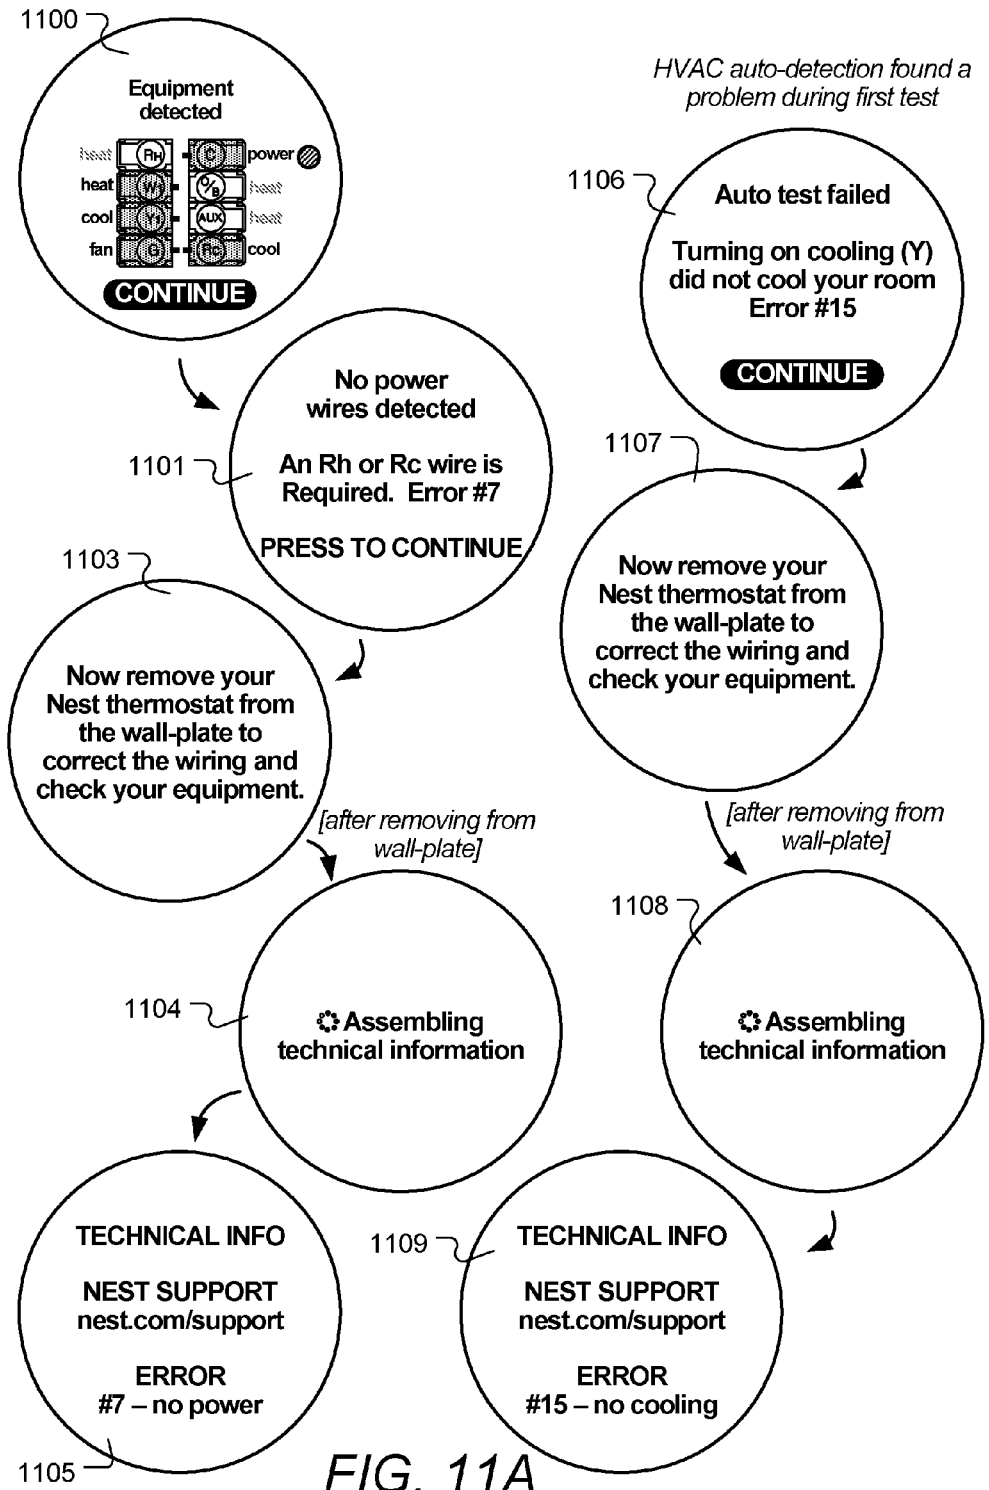 1100
Equipment
detected
heat RH C power
heat W1 O/B heat
cool Y1 AUX heat
fan G Rc cool
CONTINUE
1101
No power
wires detected
An Rh or Rc wire is
Required. Error #7
PRESS TO CONTINUE
1103
Now remove your
Nest thermostat from
the wall-plate to
correct the wiring and
check your equipment.
[after removing from
wall-plate]
1104
Assembling
technical information
TECHNICAL INFO
NEST SUPPORT
nest.com/support
ERROR
#7 – no power
1105
HVAC auto-detection found a
problem during first test
1106
Auto test failed
Turning on cooling (Y)
did not cool your room
Error #15
CONTINUE
1107
Now remove your
Nest thermostat from
the wall-plate to
correct the wiring and
check your equipment.
[after removing from
wall-plate]
1108
Assembling
technical information
1109
TECHNICAL INFO
NEST SUPPORT
nest.com/support
ERROR
#15 – no cooling
FIG. 11A